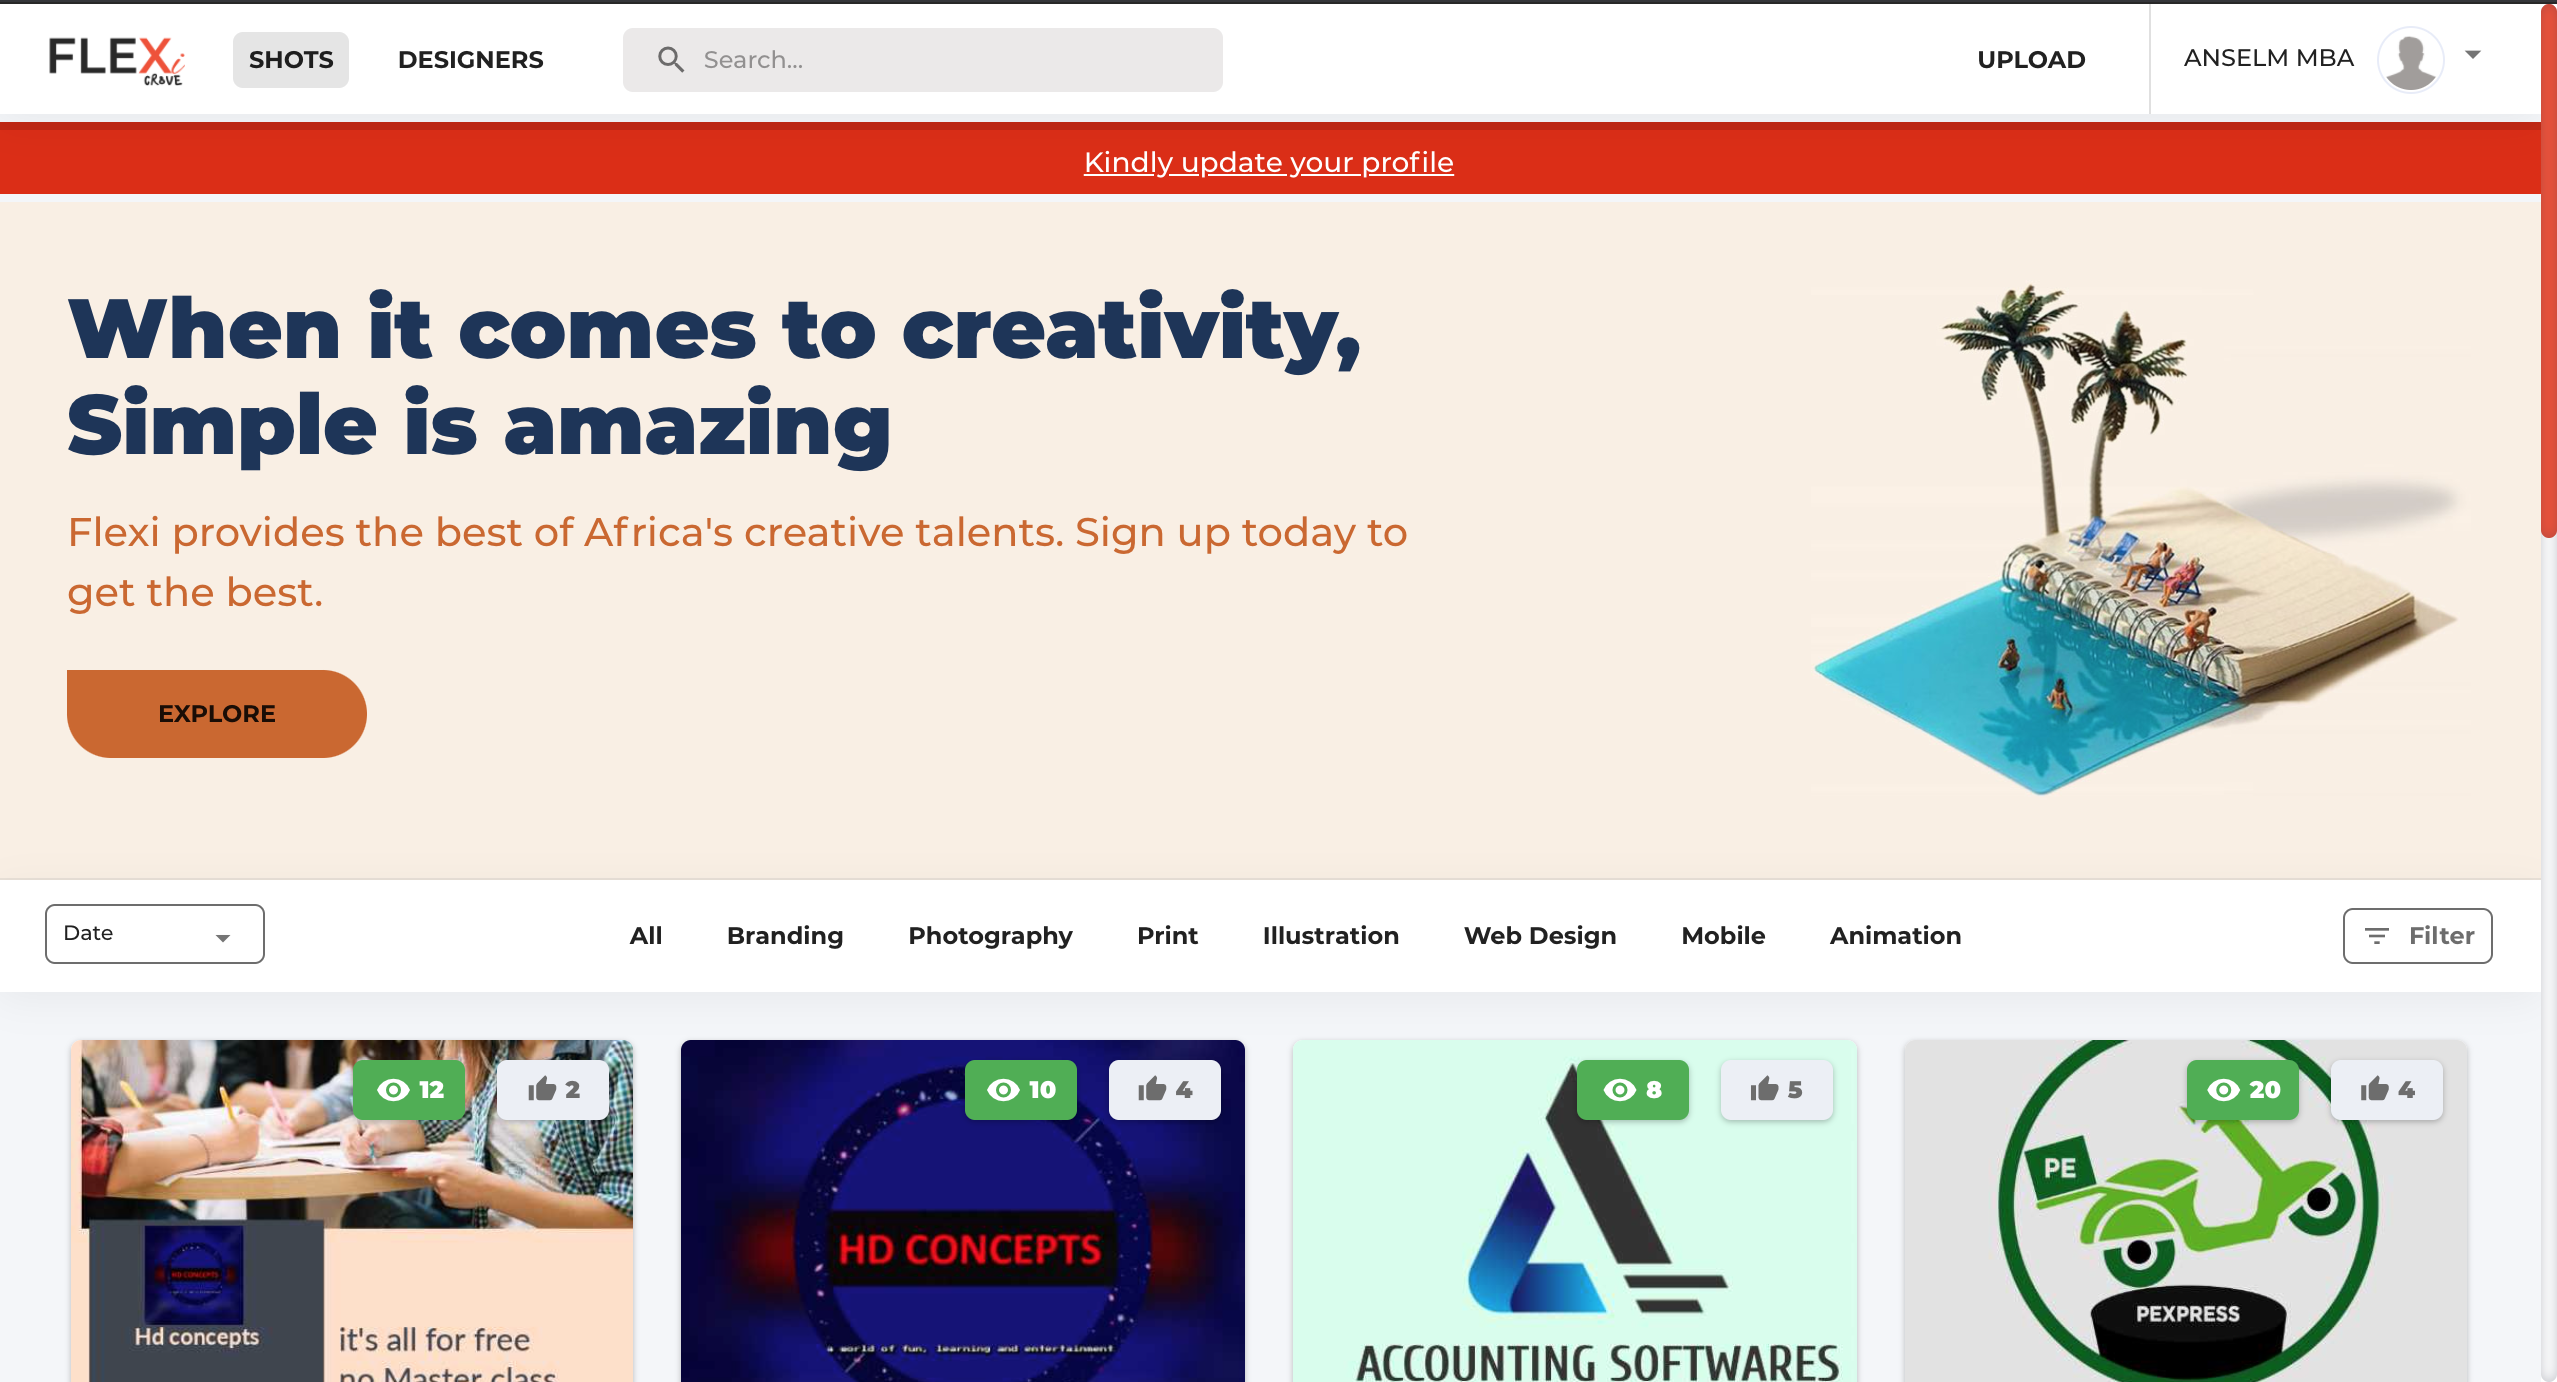 FLEXi
CRAVE
SHOTS
DESIGNERS
Search...
UPLOAD
ANSELM MBA
Kindly update your profile
When it comes to creativity,
Simple is amazing
Flexi provides the best of Africa's creative talents. Sign up today to
get the best.
EXPLORE
Date
All
Branding
Photography
Print
Illustration
Web Design
Mobile
Animation
Filter
12
2
HD CONCEPTS
Hd concepts
it's all for free
no Master class
10
4
HD CONCEPTS
a world of fun, learning and entertainment
8
5
ACCOUNTING SOFTWARES
20
4
PE
PEXPRESS